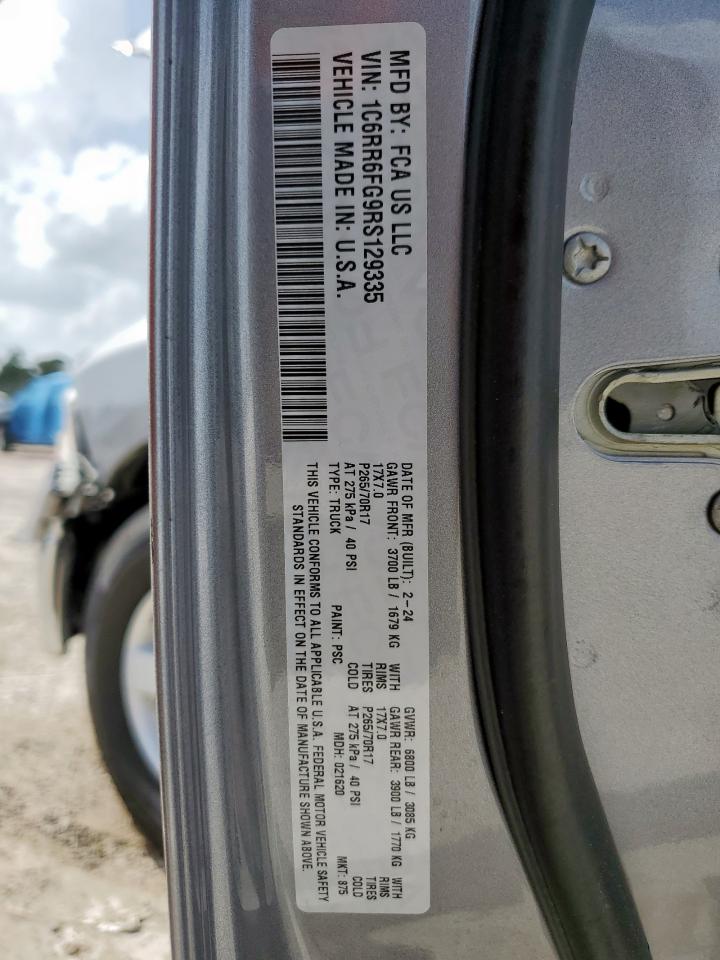 MFD BY: FCA US LLC
VIN: 1C6RR6FG9RS129335
VEHICLE MADE IN: U.S.A.
DATE OF MFR (BUILT): 2-24 GVWR: 6800 LB / 3085 KG
GAWR FRONT: 3700 LB / 1679 KG WITH GAWR REAR: 3900 LB / 1770 KG WITH
17X7.0 RIMS 17X7.0 RIMS
P265/70R17 TIRES P265/70R17 TIRES
AT 275 kPa / 40 PSI COLD AT 275 kPa / 40 PSI COLD
TYPE: TRUCK PAINT: PSC MDH: 021620 MKT: 875
THIS VEHICLE CONFORMS TO ALL APPLICABLE U.S.A. FEDERAL MOTOR VEHICLE SAFETY
STANDARDS IN EFFECT ON THE DATE OF MANUFACTURE SHOWN ABOVE.